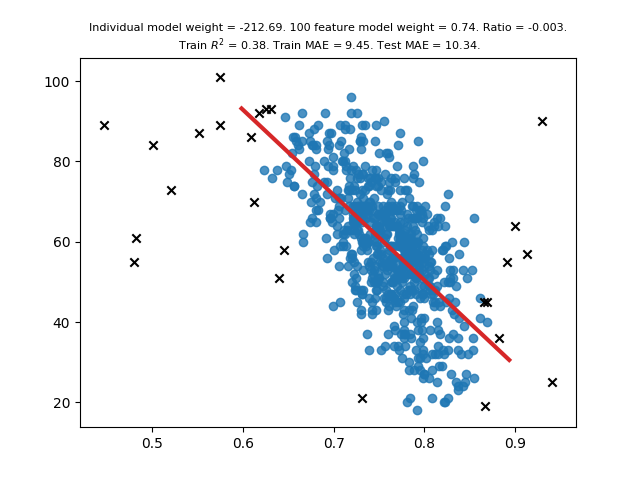 Individual model weight = -212.69. 100 feature model weight = 0.74. Ratio = -0.003.
Train R² = 0.38. Train MAE = 9.45. Test MAE = 10.34.
100
80
60
40
20
0.5 0.6 0.7 0.8 0.9